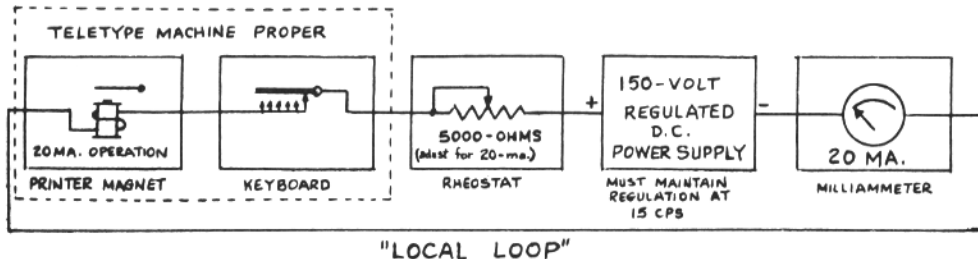 TELETYPE MACHINE PROPER
20 MA. OPERATION
PRINTER MAGNET
KEYBOARD
5000-OHMS
(adjst for 20-ma.)
RHEOSTAT
+
150-VOLT
REGULATED
D.C.
POWER SUPPLY
-
MUST MAINTAIN
REGULATION AT
15 CPS
20 MA.
MILLIAMMETER
"LOCAL LOOP"